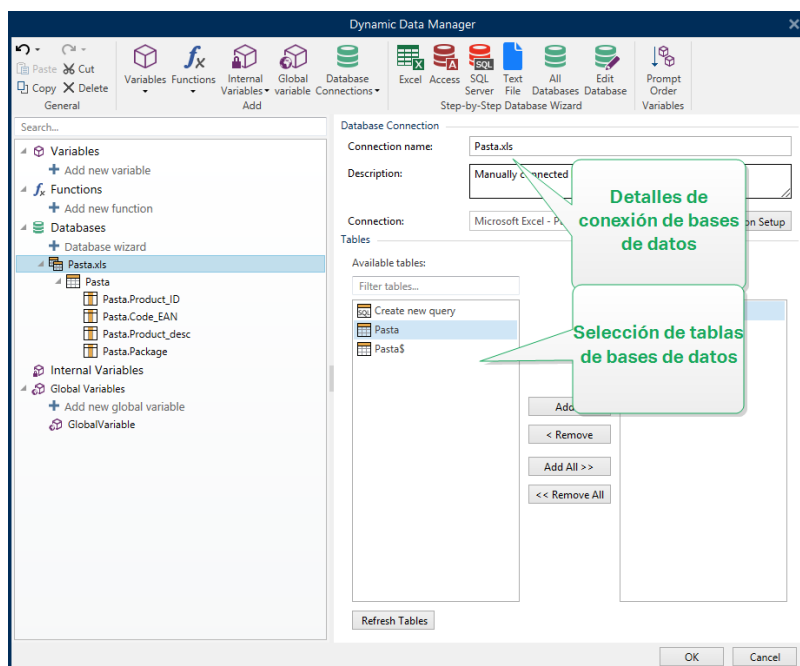 Dynamic Data Manager
Paste
Cut
Copy
Delete
General
Variables
Functions
Internal
Variables
Global
variable
Database
Connections
Add
Excel
Access
SQL
Server
Text
File
All
Databases
Edit
Database
Step-by-Step Database Wizard
Prompt
Order
Variables
Search...
Variables
Add new variable
Functions
Add new function
Databases
Database wizard
Pasta.xls
Pasta
Pasta.Product_ID
Pasta.Code_EAN
Pasta.Product_desc
Pasta.Package
Internal Variables
Global Variables
Add new global variable
GlobalVariable
Database Connection
Connection name:
Pasta.xls
Description:
Manually connected
Connection:
Microsoft Excel - P
Setup
Detalles de
conexión de bases
de datos
Tables
Available tables:
Filter tables...
SQL Create new query
Pasta
Pasta$
Selección de tablas
de bases de datos
Add
< Remove
Add All >>
<< Remove All
Refresh Tables
OK
Cancel